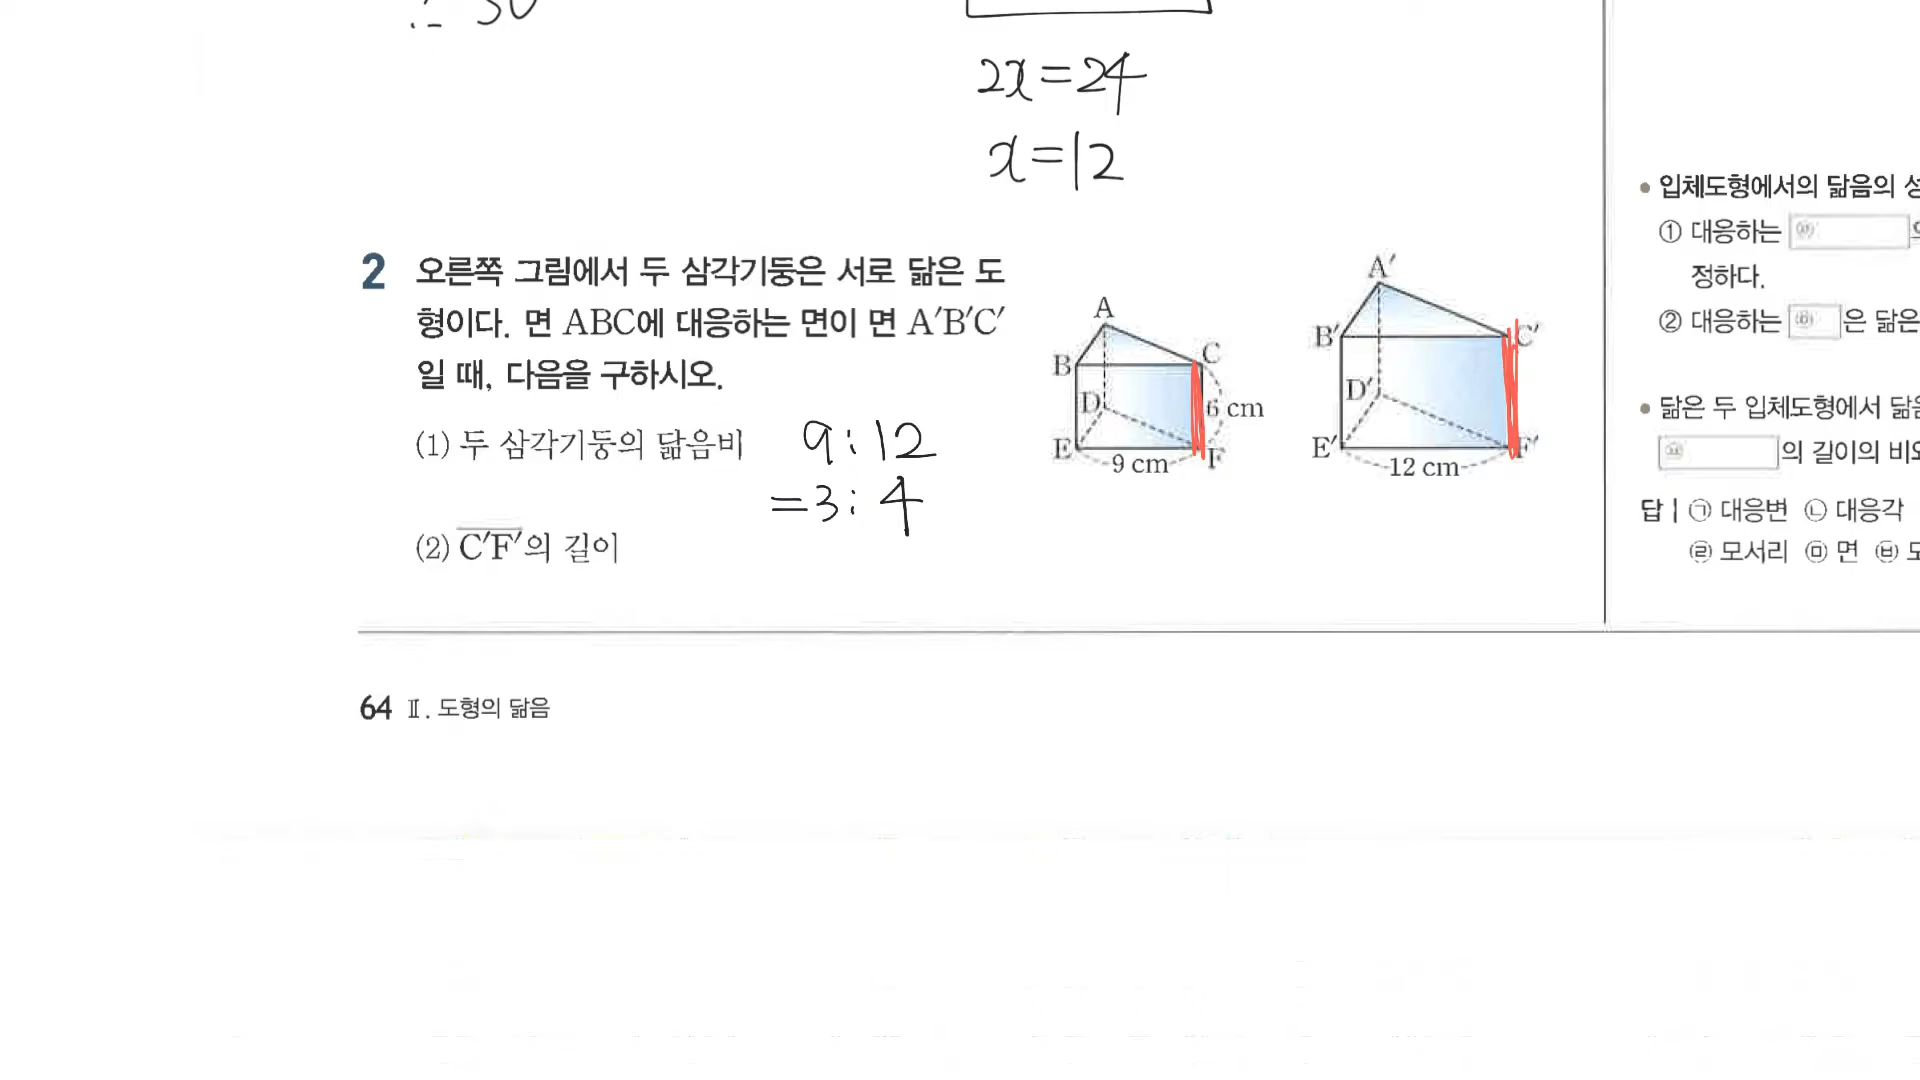 ∴ 30
2x=24
x=12
2 오른쪽 그림에서 두 삼각기둥은 서로 닮은 도
형이다. 면 ABC에 대응하는 면이 면 A′B′C′
일 때, 다음을 구하시오.
(1) 두 삼각기둥의 닮음비
9:12
=3:4
(2) C′F′의 길이
A
B
C
D
6 cm
E
9 cm
F
A′
B′
C′
D′
E′
12 cm
F′
• 입체도형에서의 닮음의 성
① 대응하는 ㉣
정하다.
② 대응하는 ㉤ 은 닮은
• 닮은 두 입체도형에서 닮음
㉥ 의 길이의 비와
답 | ㉠ 대응변 ㉡ 대응각
㉣ 모서리 ㉤ 면 ㉥ 모
64 Ⅱ. 도형의 닮음